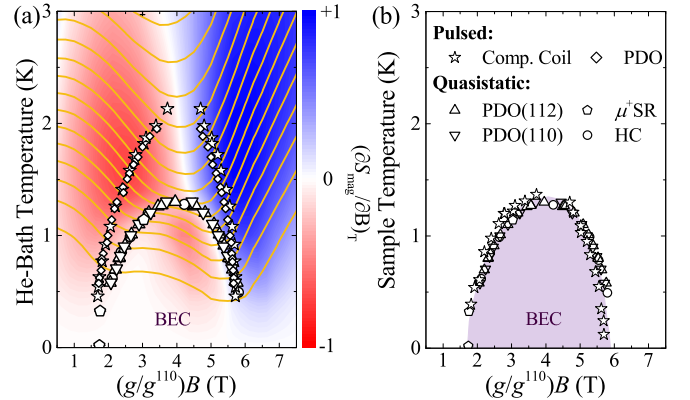 (a)
He-Bath Temperature (K)
3
2
1
0
BEC
1 2 3 4 5 6 7
(g/g¹¹⁰)B (T)
+1
0
-1
(∂S_mag/∂B)_T
(b)
Sample Temperature (K)
3
2
1
0
Pulsed:
Comp. Coil PDO
Quasistatic:
PDO(112) μ⁺SR
PDO(110) HC
BEC
1 2 3 4 5 6 7
(g/g¹¹⁰)B (T)